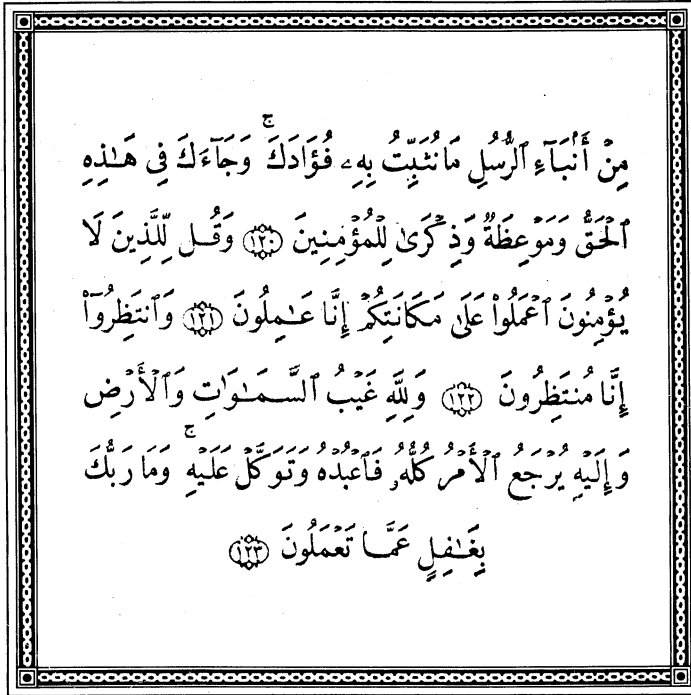 مِنْ أَنۢبَآءِ ٱلرُّسُلِ مَا نُثَبِّتُ بِهِۦ فُؤَادَكَ ۚ وَجَآءَكَ فِى هَـٰذِهِ
ٱلْحَقُّ وَمَوْعِظَةٌ وَذِكْرَىٰ لِلْمُؤْمِنِينَ ﴿١٢٠﴾ وَقُل لِّلَّذِينَ لَا
يُؤْمِنُونَ ٱعْمَلُوا۟ عَلَىٰ مَكَانَتِكُمْ إِنَّا عَـٰمِلُونَ ﴿١٢١﴾ وَٱنتَظِرُوٓا۟
إِنَّا مُنتَظِرُونَ ﴿١٢٢﴾ وَلِلَّهِ غَيْبُ ٱلسَّمَـٰوَٰتِ وَٱلْأَرْضِ
وَإِلَيْهِ يُرْجَعُ ٱلْأَمْرُ كُلُّهُۥ فَٱعْبُدْهُ وَتَوَكَّلْ عَلَيْهِ ۚ وَمَا رَبُّكَ
بِغَـٰفِلٍ عَمَّا تَعْمَلُونَ ﴿١٢٣﴾